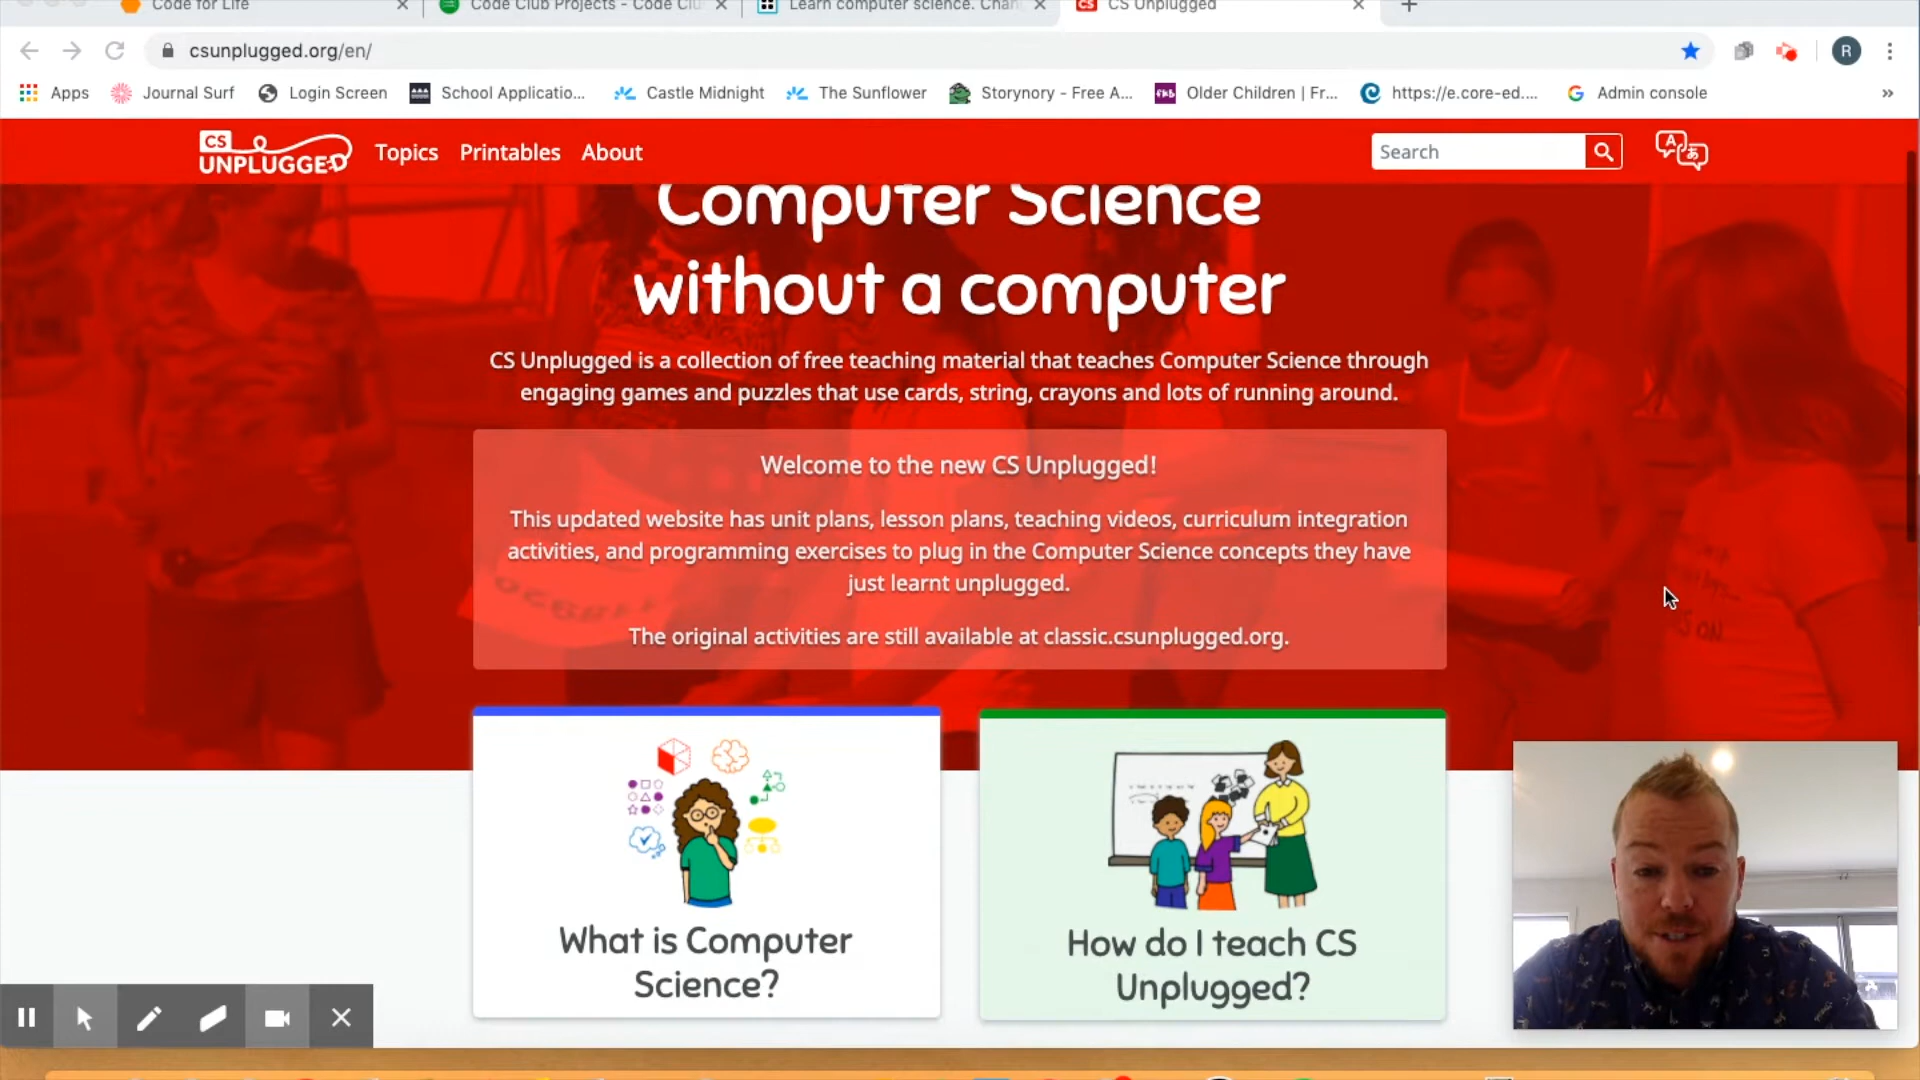 Code for Life
Code Club Projects - Code Clu
Learn computer science. Chan
CS Unplugged
csunplugged.org/en/
R
Apps
Journal Surf
Login Screen
School Applicatio...
Castle Midnight
The Sunflower
Storynory - Free A...
Older Children | Fr...
https://e.core-ed....
Admin console
»
CS
UNPLUGGED
Topics
Printables
About
Search
Computer Science
without a computer
CS Unplugged is a collection of free teaching material that teaches Computer Science through
engaging games and puzzles that use cards, string, crayons and lots of running around.
Welcome to the new CS Unplugged!
This updated website has unit plans, lesson plans, teaching videos, curriculum integration
activities, and programming exercises to plug in the Computer Science concepts they have
just learnt unplugged.
The original activities are still available at classic.csunplugged.org.
What is Computer
Science?
How do I teach CS
Unplugged?